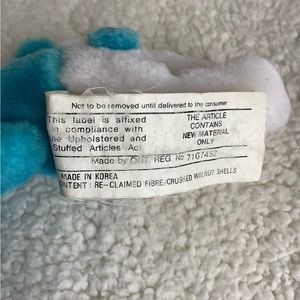 Not to be removed until delivered to the consumer
This label is affixed
in compliance with
the Upholstered and
Stuffed Articles Act
THE ARTICLE
CONTAINS
NEW MATERIAL
ONLY
Made by ONT. REG. No 71G7452
MADE IN KOREA
CONTENT : RE-CLAIMED FIBRE/CRUSHED WALNUT SHELLS